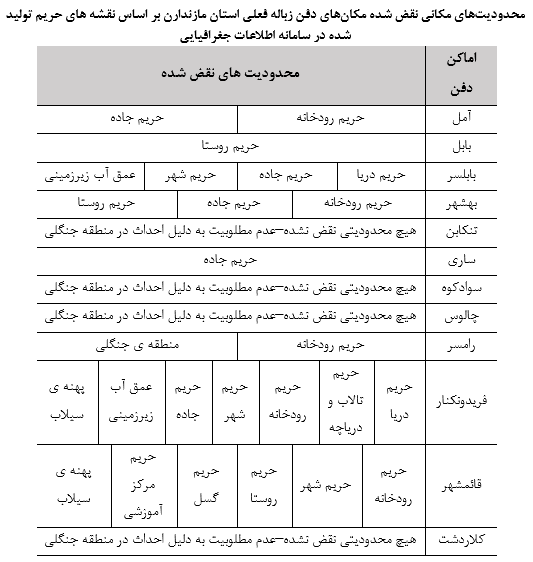 محدودیت‌های مکانی نقض شده مکان‌های دفن زباله فعلی استان مازندارن بر اساس نقشه های حریم تولید
شده در سامانه اطلاعات جغرافیایی
اماکن دفن	محدودیت های نقض شده
آمل	حریم رودخانه	حریم جاده
بابل	حریم روستا
بابلسر	حریم دریا	حریم جاده	حریم شهر	عمق آب زیرزمینی
بهشهر	حریم رودخانه	حریم جاده	حریم روستا
تنکابن	هیچ محدودیتی نقض نشده–عدم مطلوبیت به دلیل احداث در منطقه جنگلی
ساری	حریم جاده
سوادکوه	هیچ محدودیتی نقض نشده–عدم مطلوبیت به دلیل احداث در منطقه جنگلی
چالوس	هیچ محدودیتی نقض نشده–عدم مطلوبیت به دلیل احداث در منطقه جنگلی
رامسر	حریم رودخانه	منطقه ی جنگلی
فریدونکنار	حریم دریا	حریم تالاب و دریاچه	حریم رودخانه	حریم شهر	حریم جاده	عمق آب زیرزمینی	پهنه ی سیلاب
قائمشهر	حریم رودخانه	حریم شهر	حریم روستا	حریم گسل	حریم مرکز آموزشی	پهنه ی سیلاب
کلاردشت	هیچ محدودیتی نقض نشده–عدم مطلوبیت به دلیل احداث در منطقه جنگلی